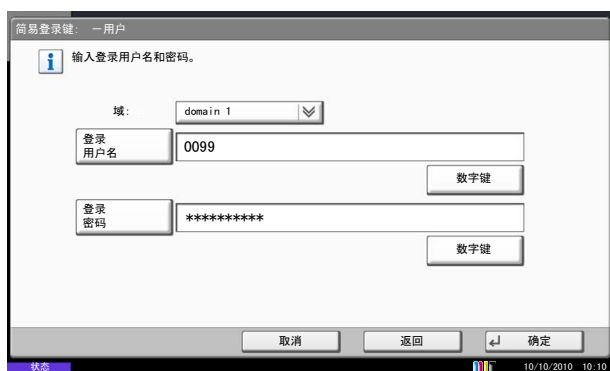 简易登录键: 一用户
输入登录用户名和密码。
域:
domain 1
登录
用户名
0099
数字键
登录
密码
**********
数字键
取消
返回
确定
状态
10/10/2010 10:10